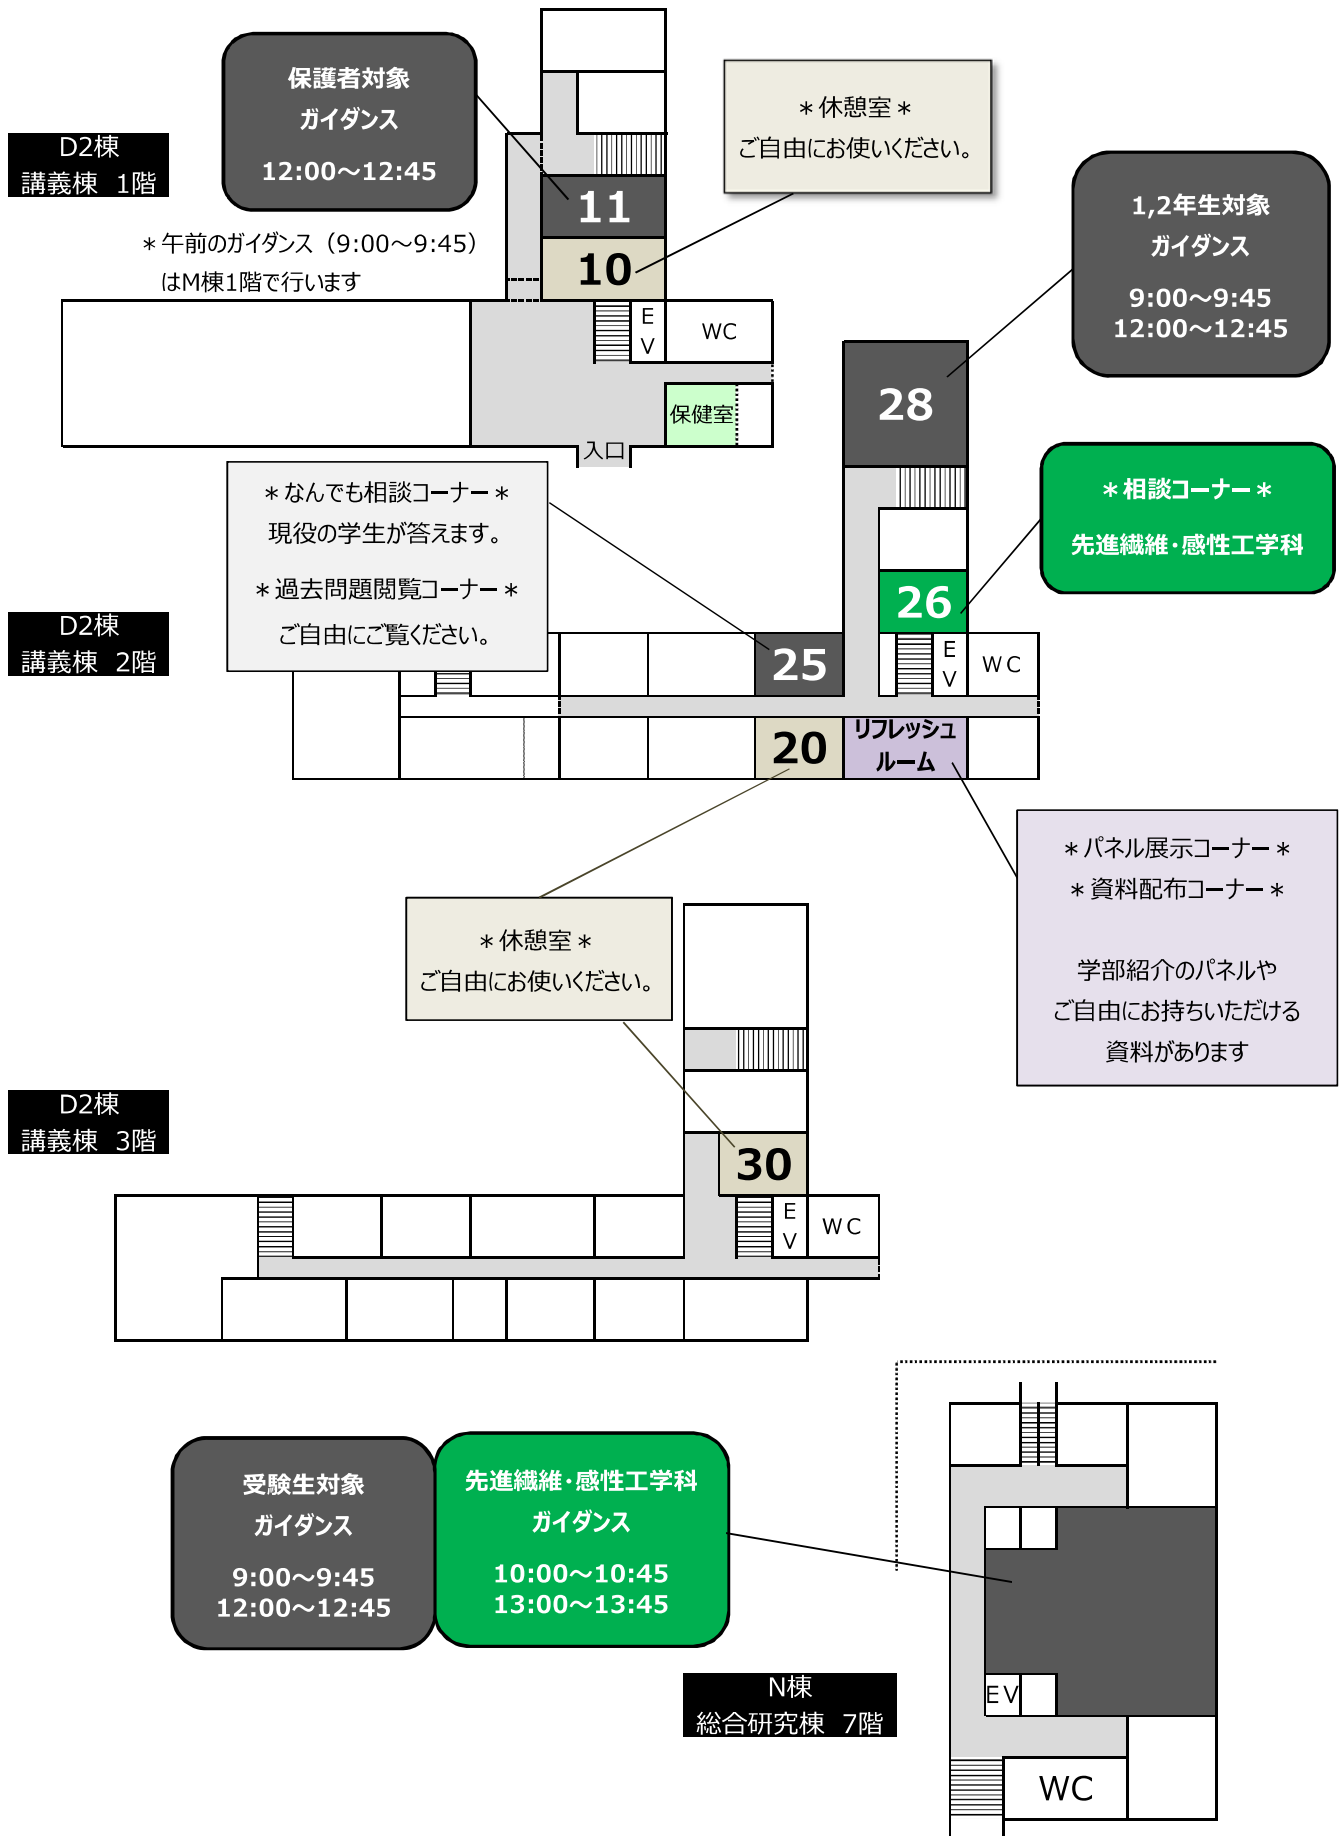 保護者対象
ガイダンス
12:00～12:45
＊休憩室＊
ご自由にお使いください。
D2棟
講義棟　1階
1,2年生対象
ガイダンス
9:00～9:45
12:00～12:45
11
10
＊午前のガイダンス（9:00～9:45）
はM棟1階で行います
E
V
WC
保健室
入口
28
＊相談コーナー＊
先進繊維・感性工学科
＊なんでも相談コーナー＊
現役の学生が答えます。
＊過去問題閲覧コーナー＊
ご自由にご覧ください。
26
D2棟
講義棟　2階
25
E
V
WC
20
リフレッシュ
ルーム
＊パネル展示コーナー＊
＊資料配布コーナー＊
学部紹介のパネルや
ご自由にお持ちいただける
資料があります
＊休憩室＊
ご自由にお使いください。
D2棟
講義棟　3階
30
E
V
WC
受験生対象
ガイダンス
9:00～9:45
12:00～12:45
先進繊維・感性工学科
ガイダンス
10:00～10:45
13:00～13:45
N棟
総合研究棟　7階
EV
WC